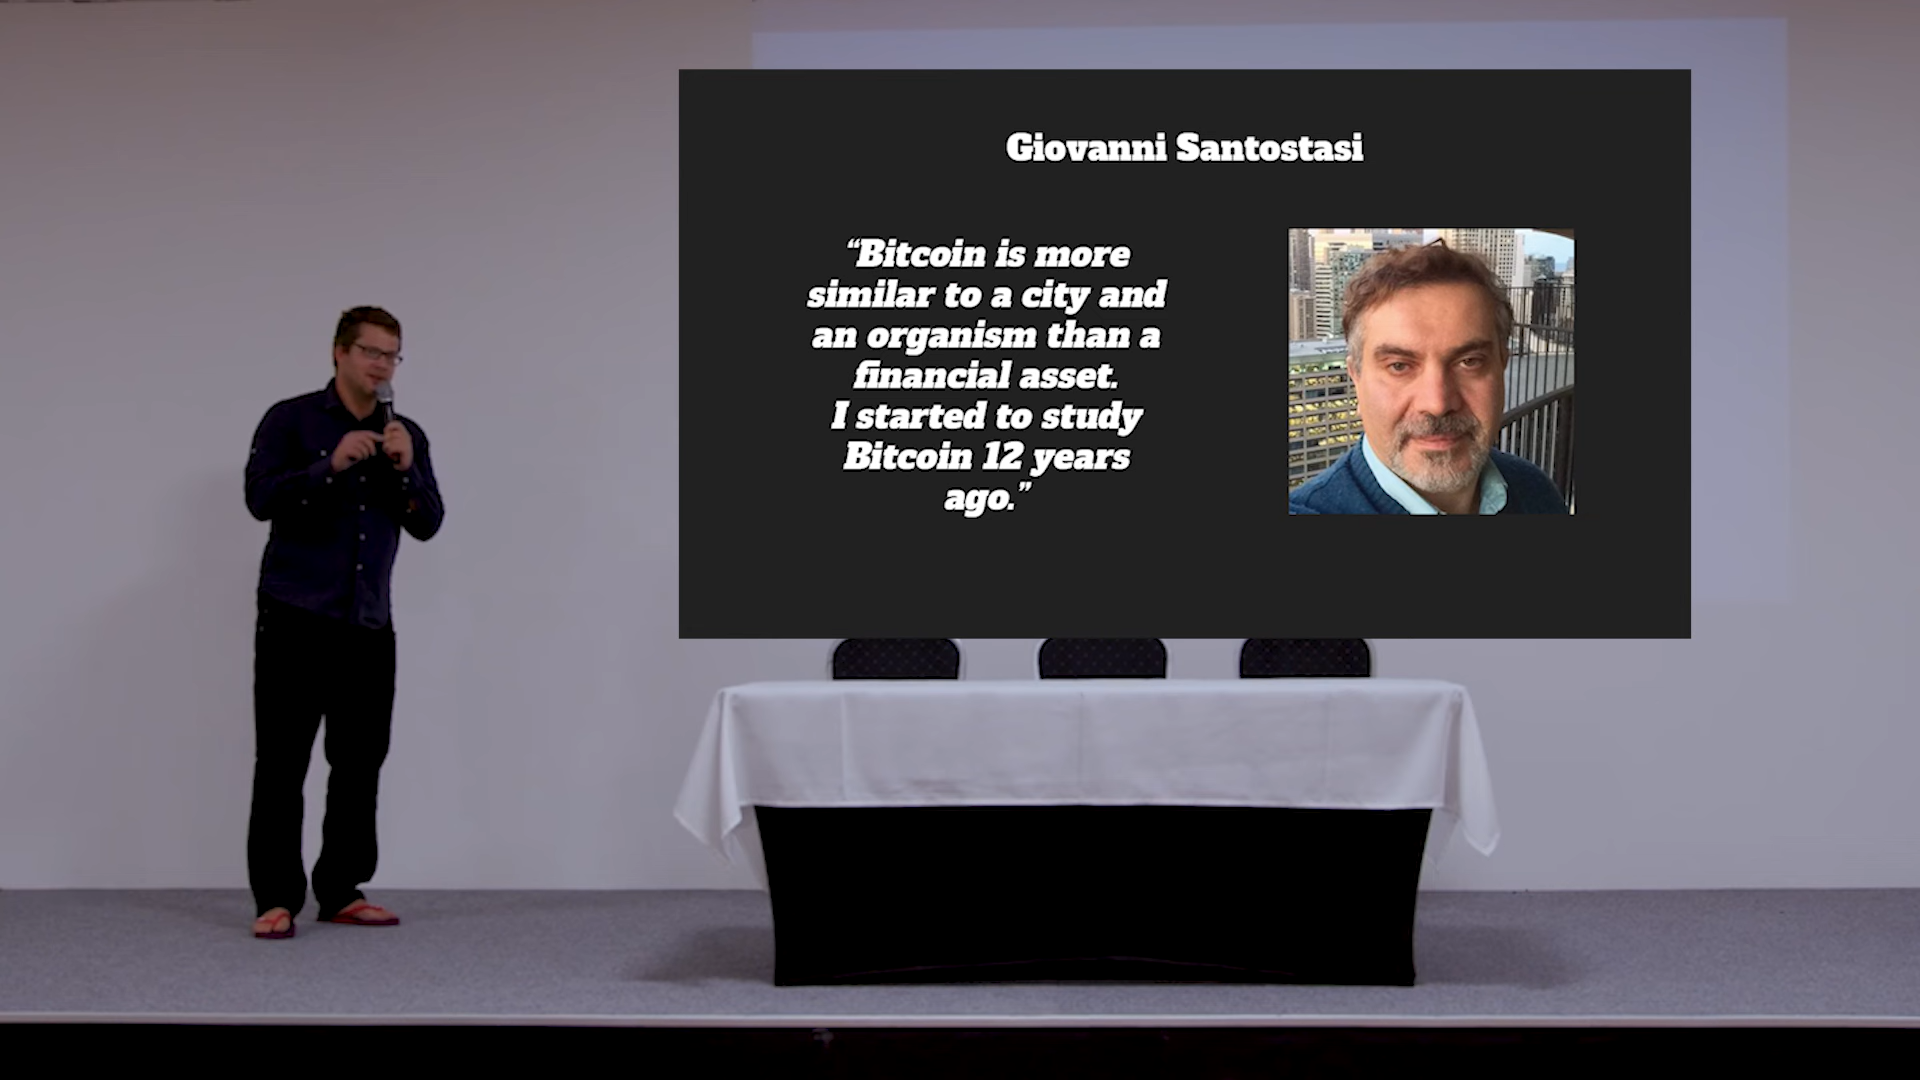 Giovanni Santostasi
“Bitcoin is more
similar to a city and
an organism than a
financial asset.
I started to study
Bitcoin 12 years
ago.”